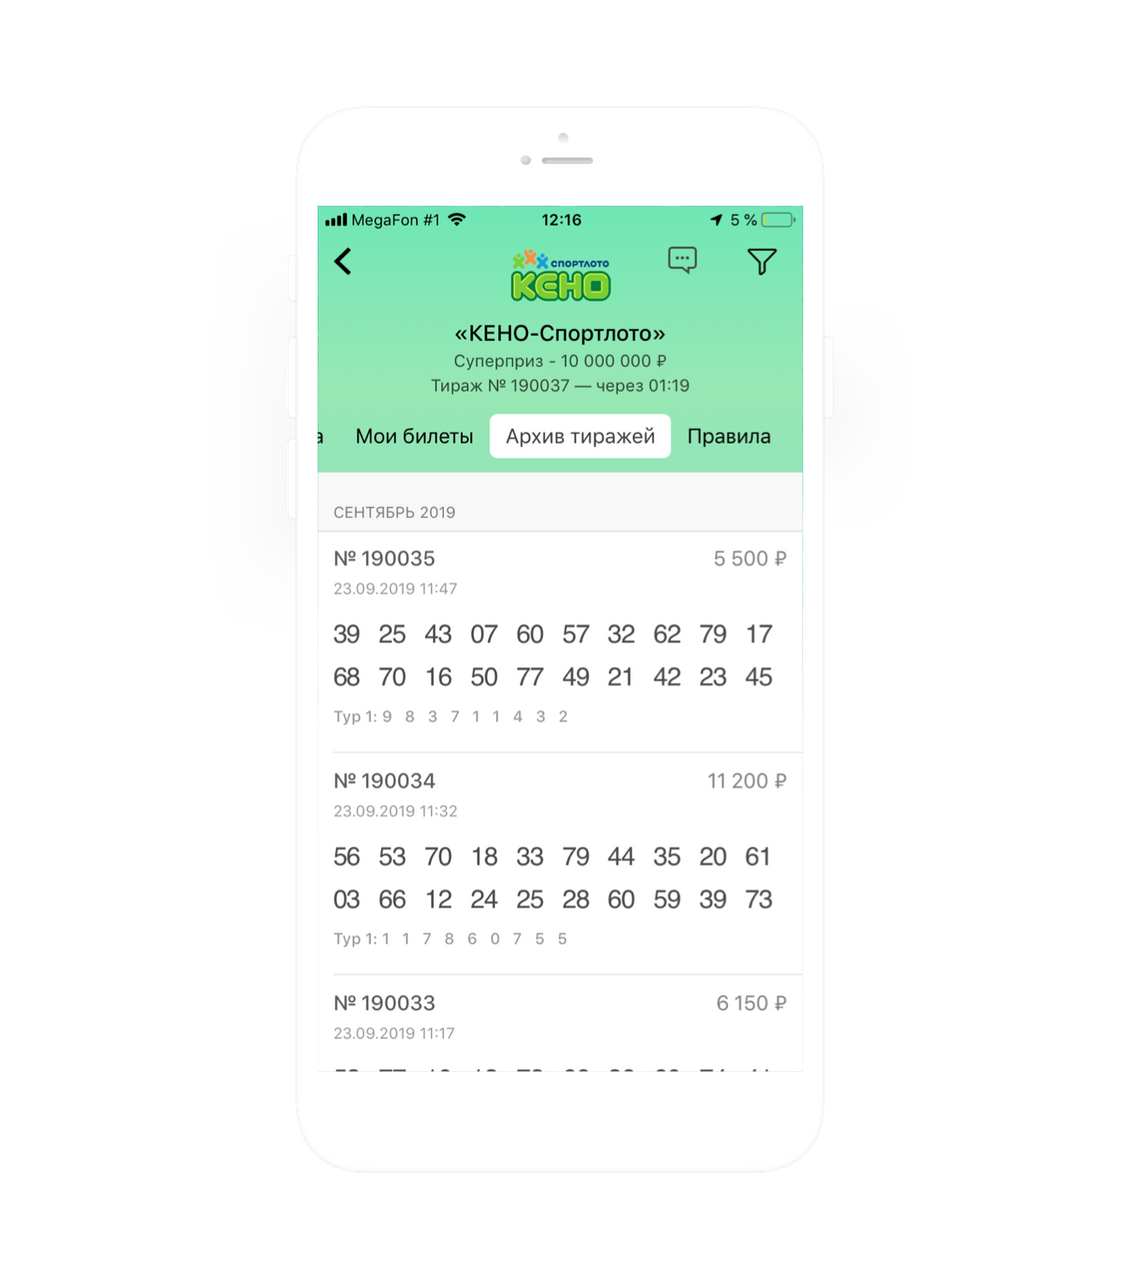 MegaFon #1 12:16 5 %
СПОРТЛОТО
КЕНО
«КЕНО-Спортлото»
Суперприз - 10 000 000 ₽
Тираж № 190037 — через 01:19
а Мои билеты Архив тиражей Правила
СЕНТЯБРЬ 2019
№ 190035 5 500 ₽
23.09.2019 11:47
39 25 43 07 60 57 32 62 79 17
68 70 16 50 77 49 21 42 23 45
Тур 1: 9 8 3 7 1 1 4 3 2
№ 190034 11 200 ₽
23.09.2019 11:32
56 53 70 18 33 79 44 35 20 61
03 66 12 24 25 28 60 59 39 73
Тур 1: 1 1 7 8 6 0 7 5 5
№ 190033 6 150 ₽
23.09.2019 11:17